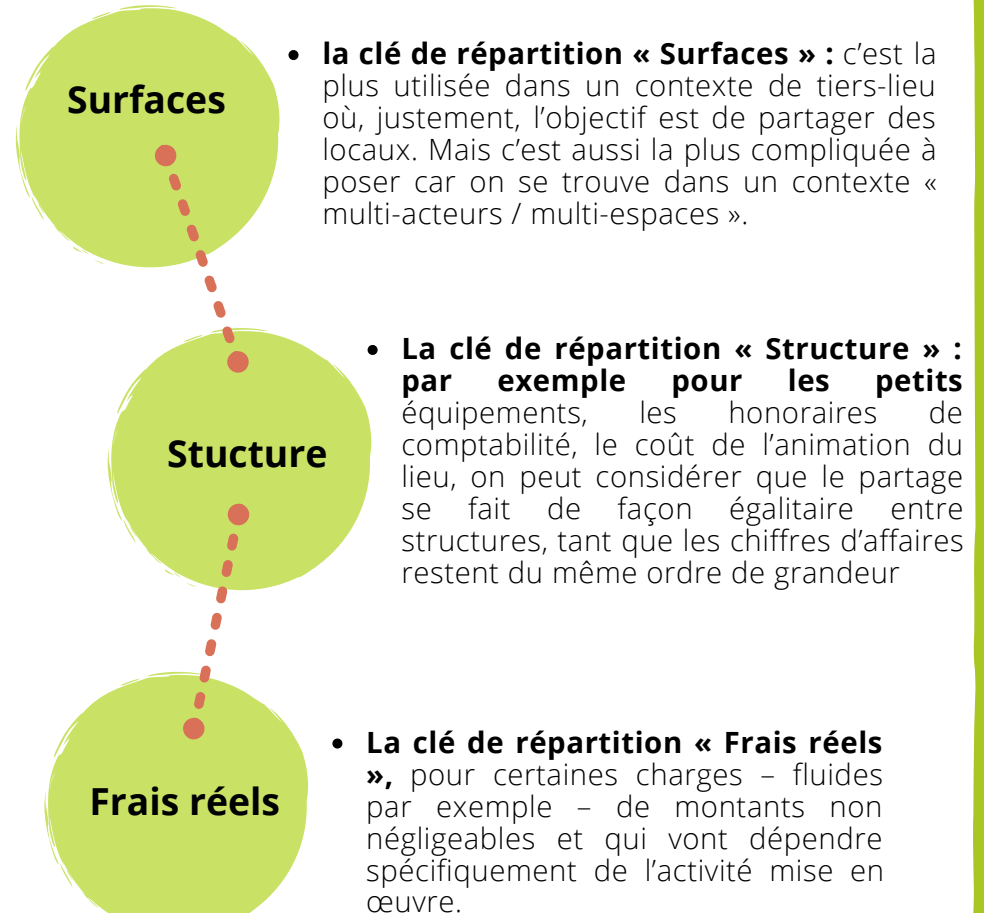 Surfaces
• la clé de répartition « Surfaces » : c’est la
plus utilisée dans un contexte de tiers-lieu
où, justement, l’objectif est de partager des
locaux. Mais c’est aussi la plus compliquée à
poser car on se trouve dans un contexte «
multi-acteurs / multi-espaces ».
Stucture
• La clé de répartition « Structure » :
par exemple pour les petits
équipements, les honoraires de
comptabilité, le coût de l’animation du
lieu, on peut considérer que le partage
se fait de façon égalitaire entre
structures, tant que les chiffres d’affaires
restent du même ordre de grandeur
Frais réels
• La clé de répartition « Frais réels
», pour certaines charges – fluides
par exemple – de montants non
négligeables et qui vont dépendre
spécifiquement de l’activité mise en
œuvre.